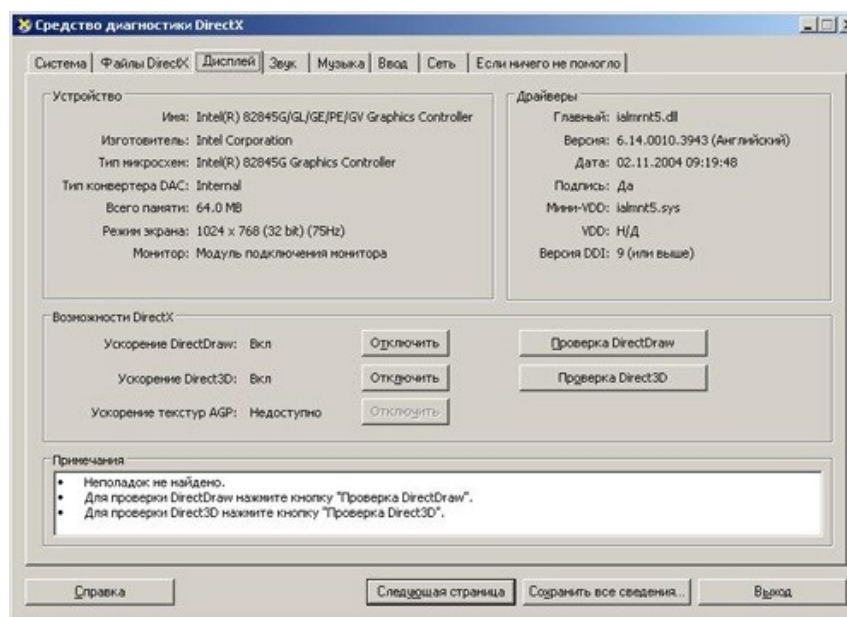 Средство диагностики DirectX
Система
Файлы DirectX
Дисплей
Звук
Музыка
Ввод
Сеть
Если ничего не помогло
Устройство
Имя: Intel(R) 82845G/GL/GE/PE/GV Graphics Controller
Изготовитель: Intel Corporation
Тип микросхем: Intel(R) 82845G Graphics Controller
Тип конвертера DAC: Internal
Всего памяти: 64.0 MB
Режим экрана: 1024 x 768 (32 bit) (75Hz)
Монитор: Модуль подключения монитора
Драйверы
Главный: ialmrnt5.dll
Версия: 6.14.0010.3943 (Английский)
Дата: 02.11.2004 09:19:48
Подпись: Да
Мини-VDD: ialmnt5.sys
VDD: Н/Д
Версия DDI: 9 (или выше)
Возможности DirectX
Ускорение DirectDraw: Вкл
Отключить
Проверка DirectDraw
Ускорение Direct3D: Вкл
Отключить
Проверка Direct3D
Ускорение текстур AGP: Недоступно
Отключить
Примечания
• Неполадок не найдено.
• Для проверки DirectDraw нажмите кнопку "Проверка DirectDraw".
• Для проверки Direct3D нажмите кнопку "Проверка Direct3D".
Справка
Следующая страница
Сохранить все сведения...
Выход